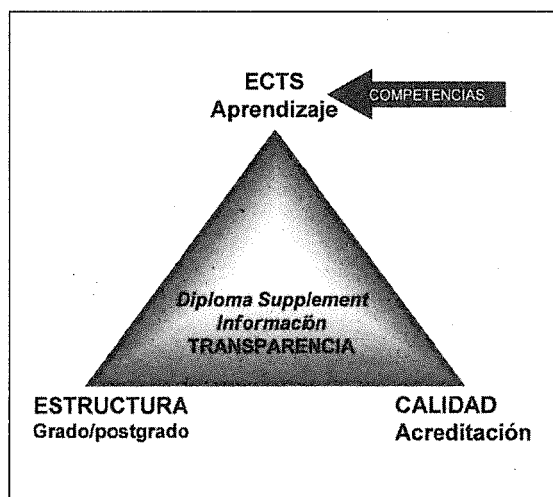 ECTS
Aprendizaje
COMPETENCIAS
Diploma Supplement
Información
TRANSPARENCIA
ESTRUCTURA
Grado/postgrado
CALIDAD
Acreditación